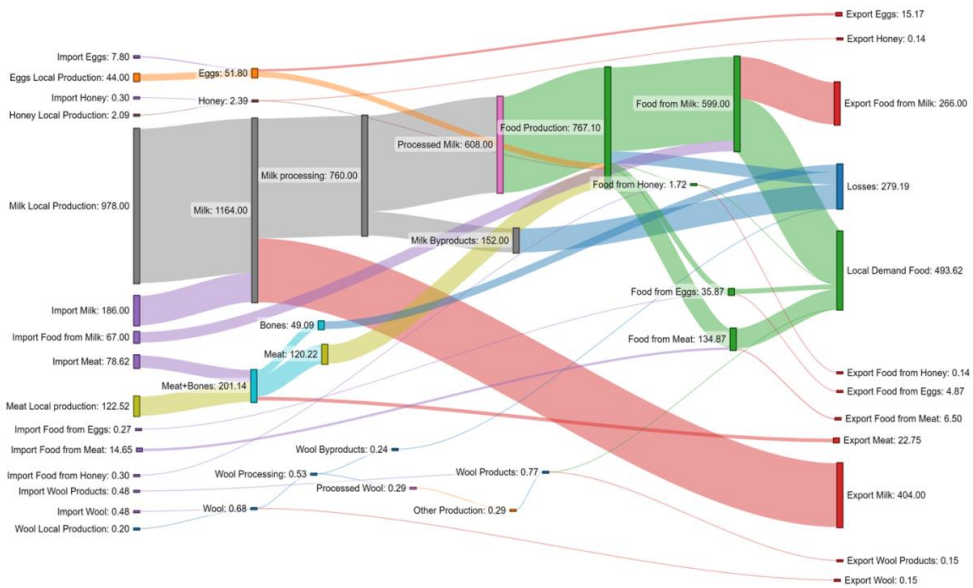 Export Eggs: 15.17
Export Honey: 0.14
Import Eggs: 7.80
Eggs Local Production: 44.00
Eggs: 51.80
Import Honey: 0.30
Honey: 2.39
Honey Local Production: 2.09
Food from Milk: 599.00
Export Food from Milk: 266.00
Food Production: 767.10
Processed Milk: 608.00
Milk processing: 760.00
Food from Honey: 1.72
Losses: 279.19
Milk Local Production: 978.00
Milk: 1164.00
Milk Byproducts: 152.00
Local Demand Food: 493.62
Food from Eggs: 35.87
Import Milk: 186.00
Bones: 49.09
Import Food from Milk: 67.00
Food from Meat: 134.87
Meat: 120.22
Import Meat: 78.62
Export Food from Honey: 0.14
Meat+Bones: 201.14
Export Food from Eggs: 4.87
Meat Local production: 122.52
Export Food from Meat: 6.50
Import Food from Eggs: 0.27
Export Meat: 22.75
Import Food from Meat: 14.65
Wool Byproducts: 0.24
Import Food from Honey: 0.30
Wool Processing: 0.53
Wool Products: 0.77
Import Wool Products: 0.48
Processed Wool: 0.29
Export Milk: 404.00
Import Wool: 0.48
Wool: 0.68
Other Production: 0.29
Wool Local Production: 0.20
Export Wool Products: 0.15
Export Wool: 0.15